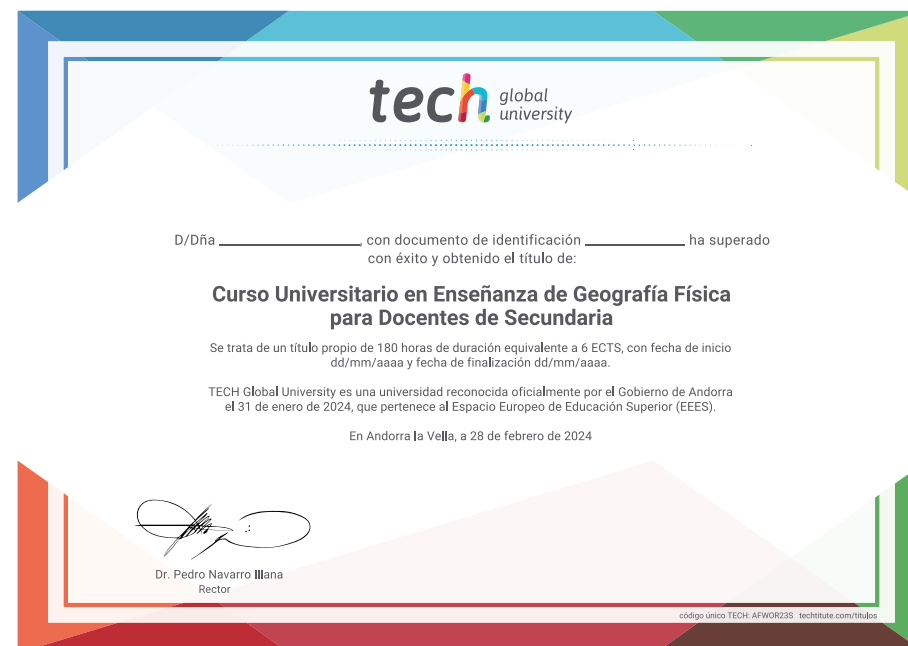 tech global university
D/Dña ____________________, con documento de identificación ______________ ha superado
con éxito y obtenido el título de:
Curso Universitario en Enseñanza de Geografía Física
para Docentes de Secundaria
Se trata de un título propio de 180 horas de duración equivalente a 6 ECTS, con fecha de inicio
dd/mm/aaaa y fecha de finalización dd/mm/aaaa.
TECH Global University es una universidad reconocida oficialmente por el Gobierno de Andorra
el 31 de enero de 2024, que pertenece al Espacio Europeo de Educación Superior (EEES).
En Andorra la Vella, a 28 de febrero de 2024
Dr. Pedro Navarro Illana
Rector
código único TECH: AFWOR23S techtitute.com/titulos